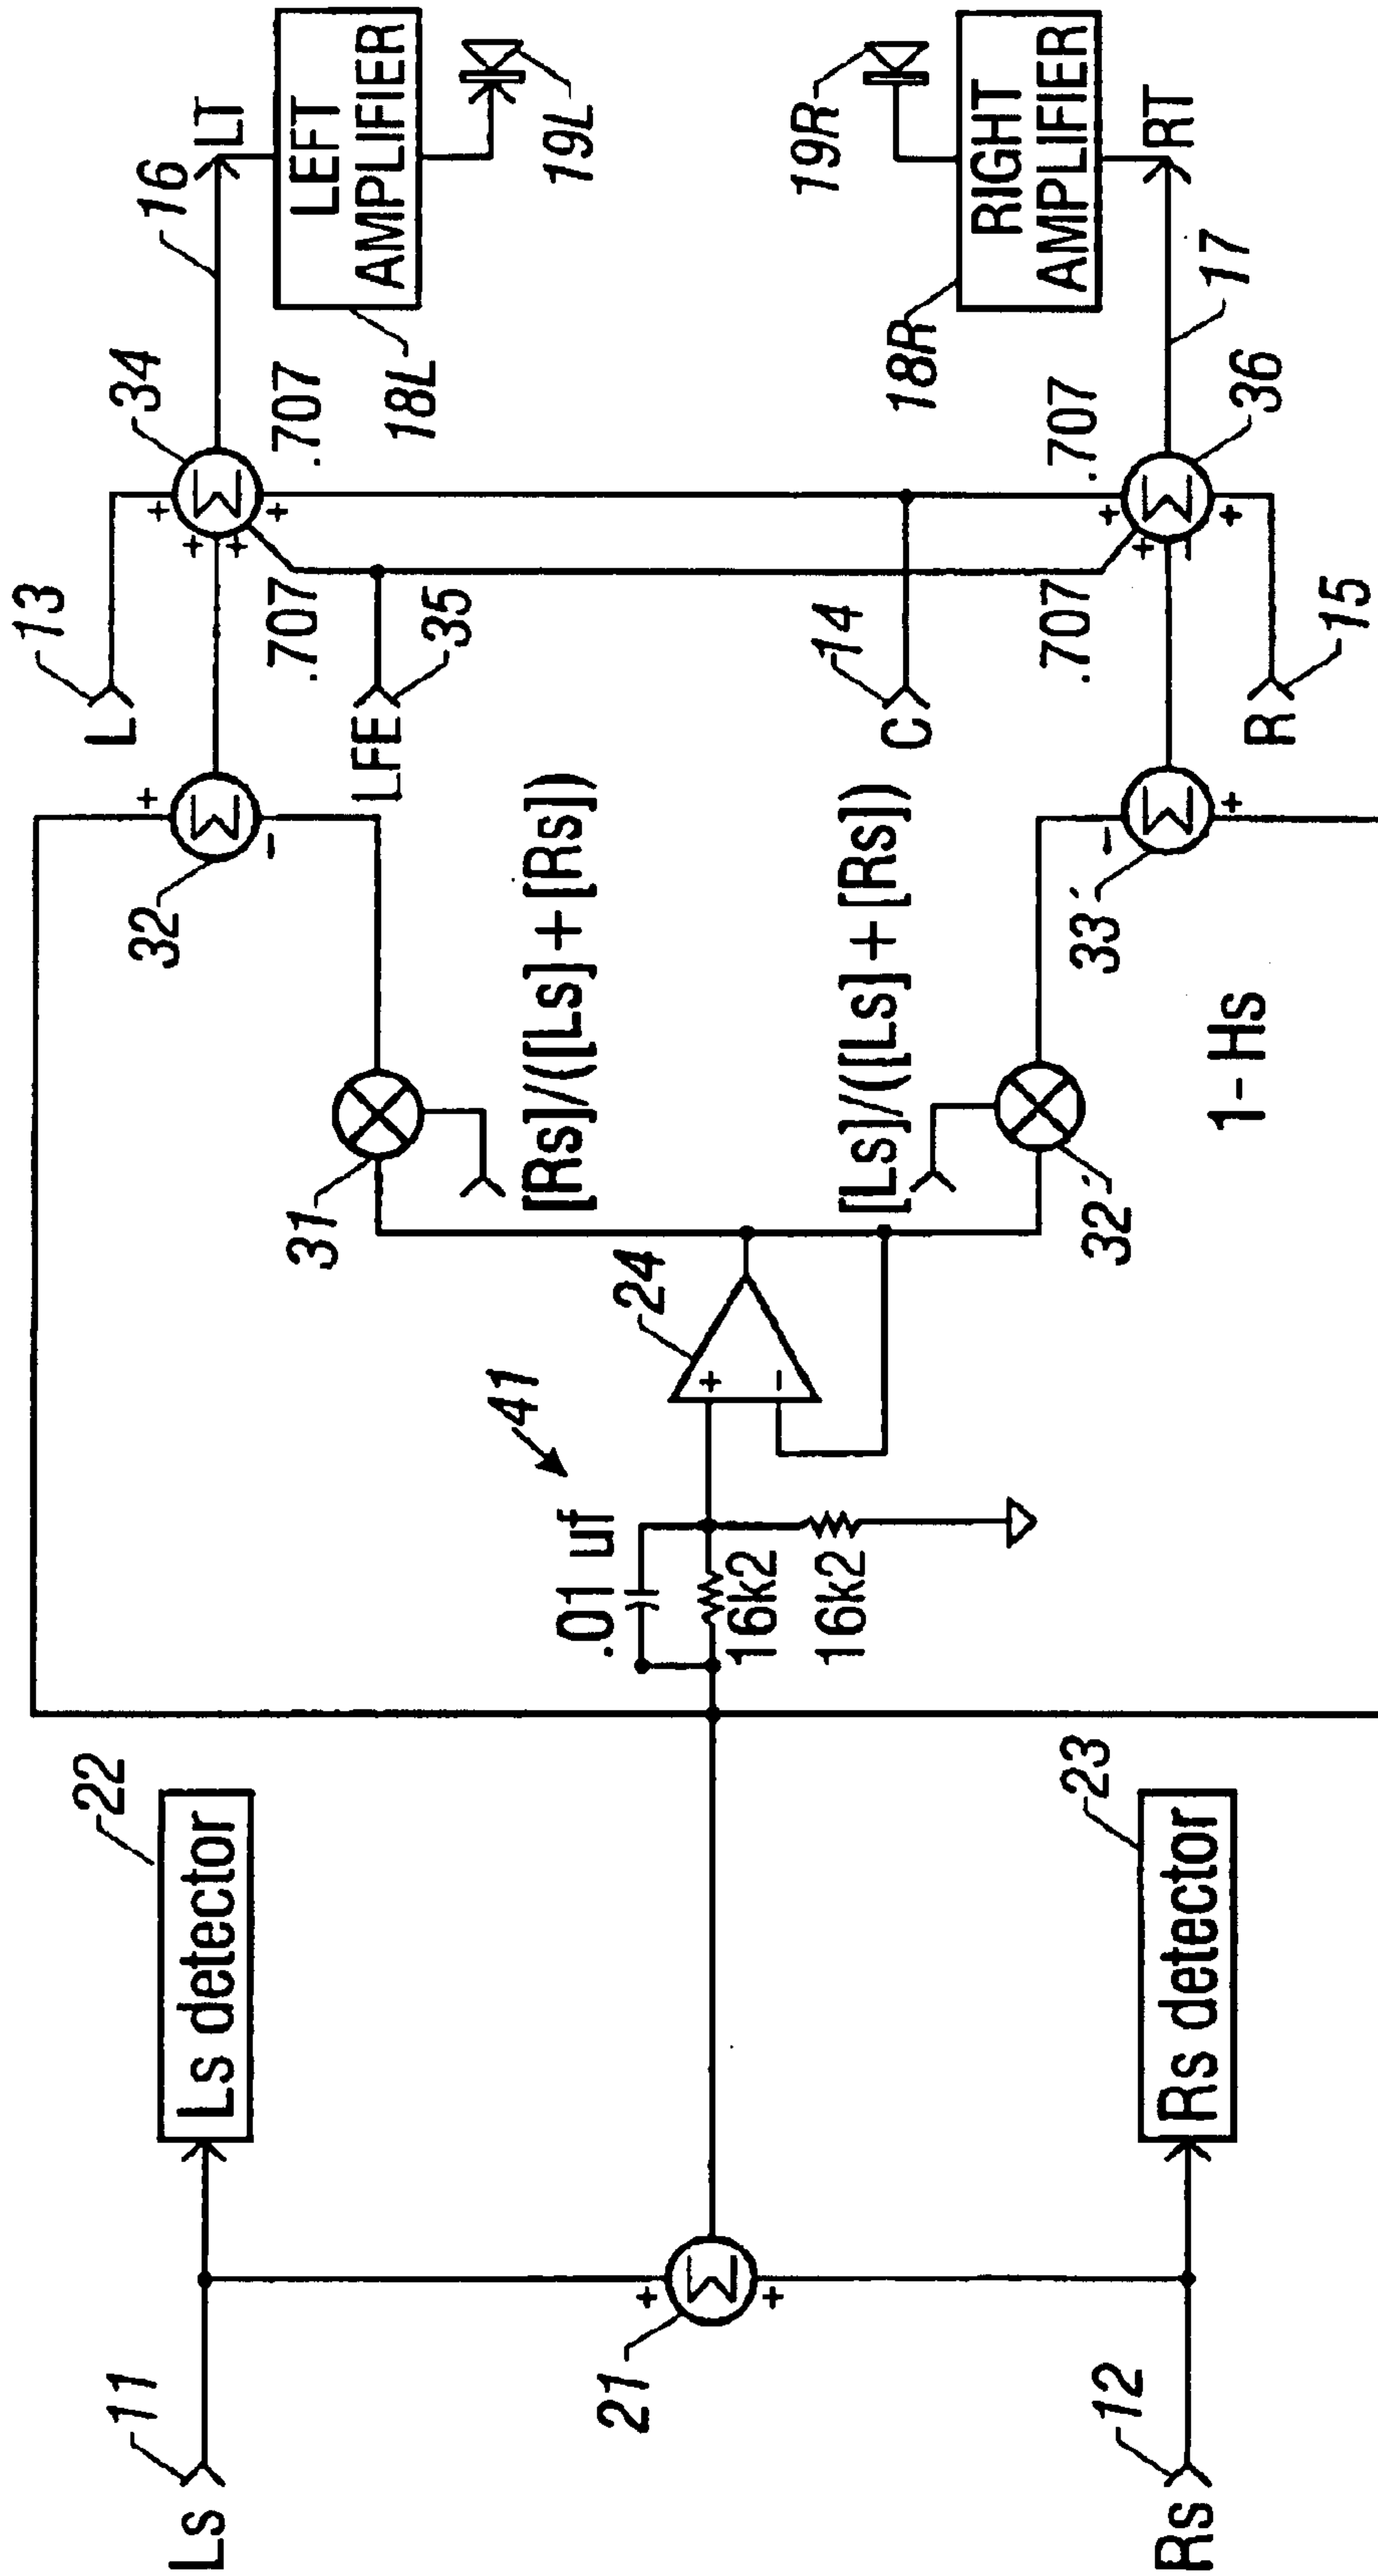 Ls
11
Ls detector
22
21
+
+
Rs
12
Rs detector
23
.01 uf
41
16k2
16k2
24
+
-
31
[Rs]/([Ls]+[Rs])
32'
[Ls]/([Ls]+[Rs])
1-Hs
32
Σ
+
-
33'
Σ
-
+
L
13
LFE
35
C
14
R
15
.707
.707
.707
.707
34
Σ
+
+
+
+
36
Σ
+
+
-
+
16
LT
LEFT
AMPLIFIER
18L
19L
17
RT
RIGHT
AMPLIFIER
18R
19R
Σ